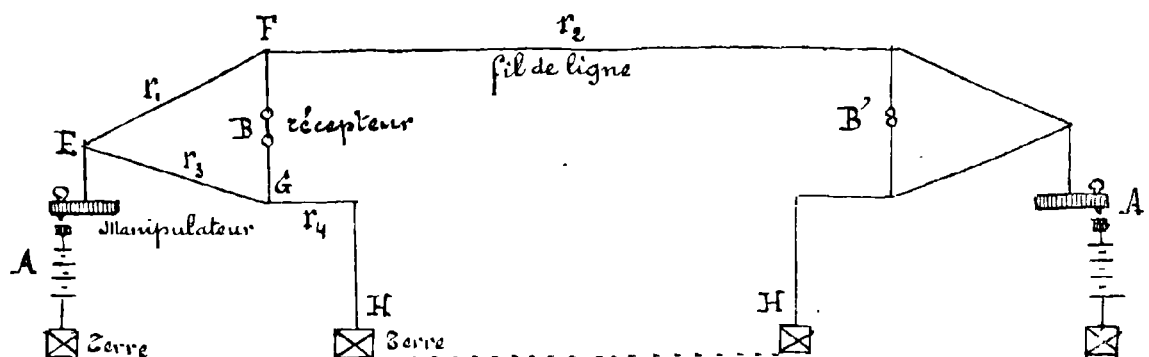 F r₂
fil de ligne
r₁
B récepteur B'
E
r₃
G
r₄
Manipulateur
A A
H H
Terre Terre